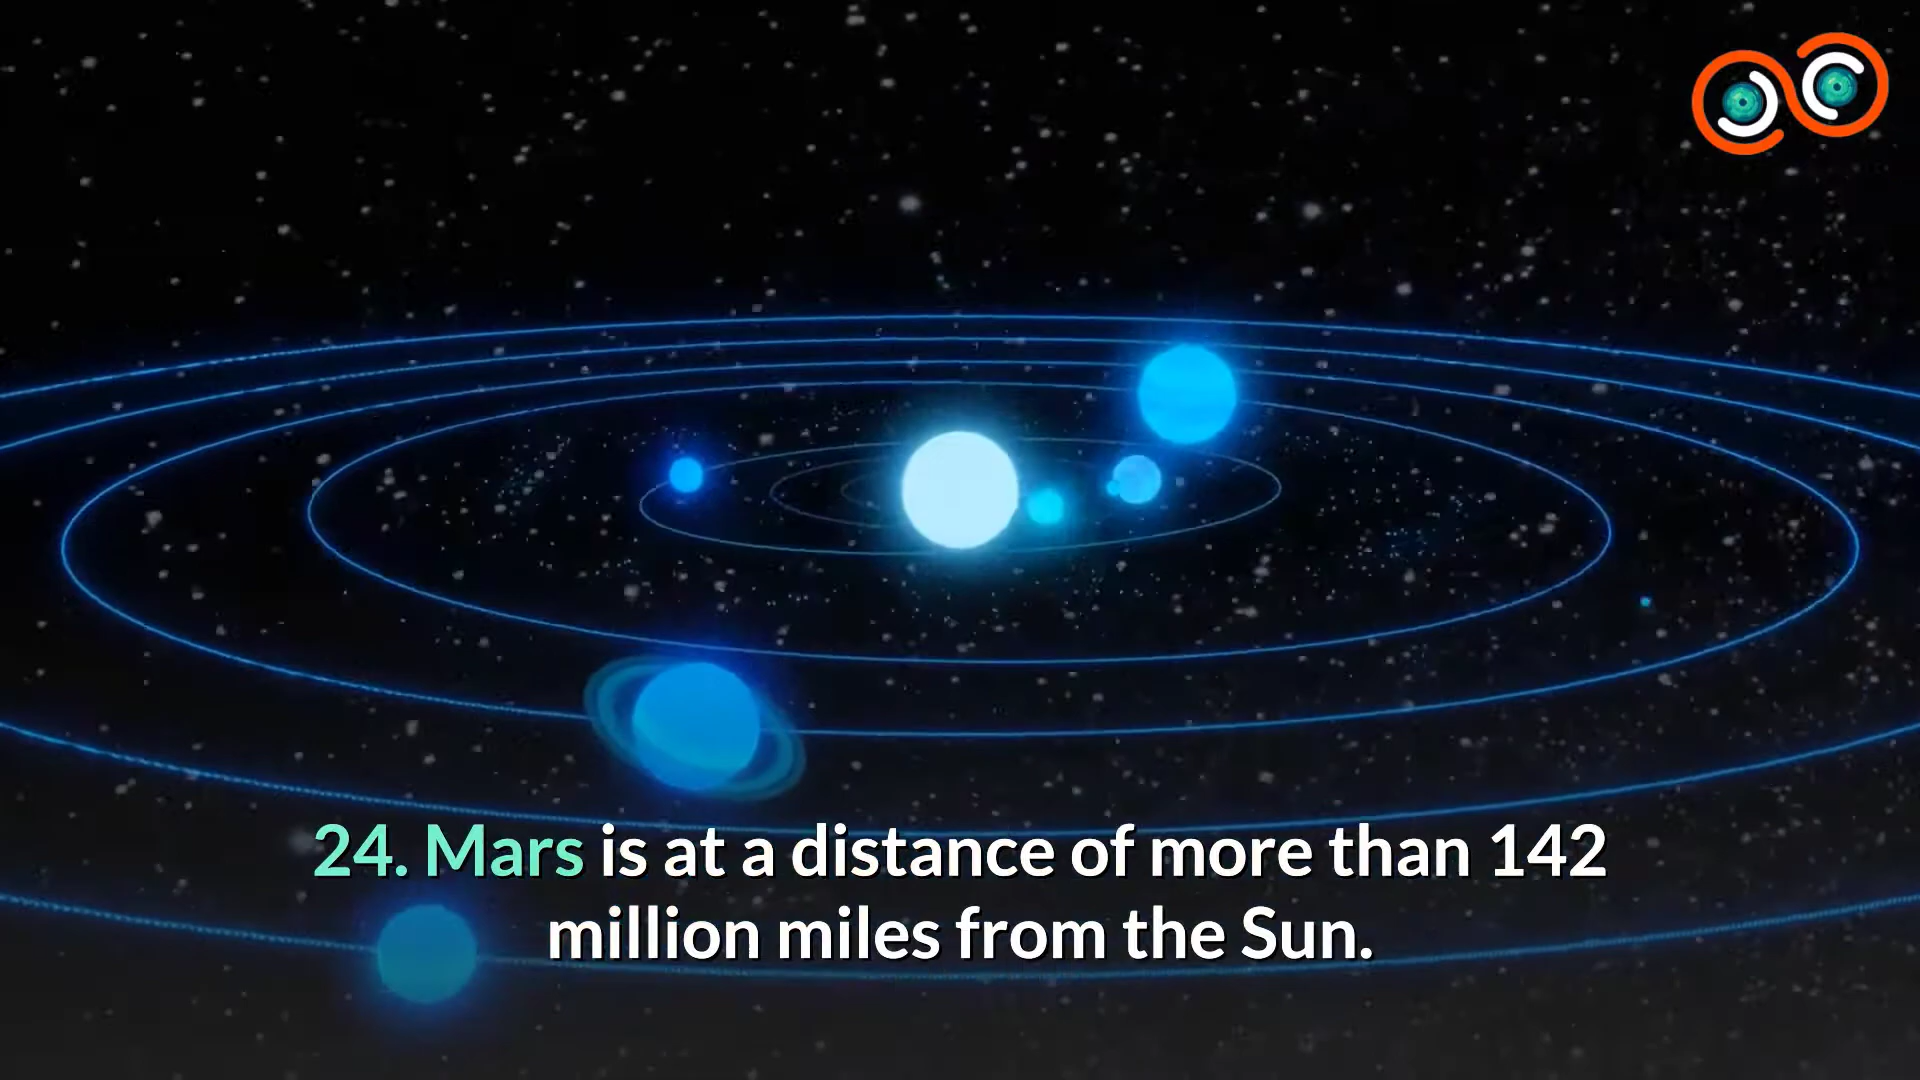 24. Mars is at a distance of more than 142
million miles from the Sun.